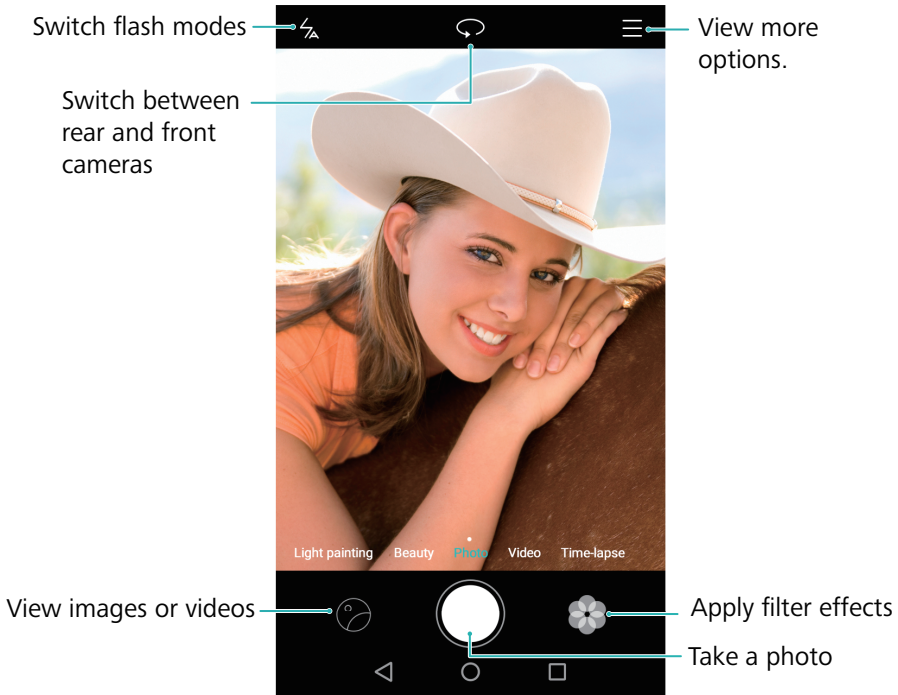 Switch flash modes
View more
options.
Switch between
rear and front
cameras
Light painting Beauty Photo Video Time-lapse
View images or videos
Apply filter effects
Take a photo